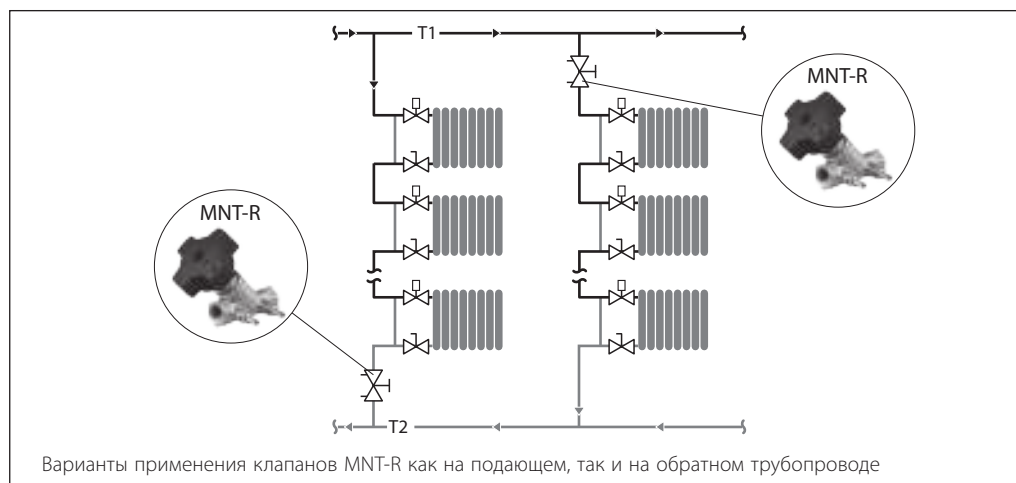 T1
MNT-R
MNT-R
T2
Варианты применения клапанов MNT-R как на подающем, так и на обратном трубопроводе